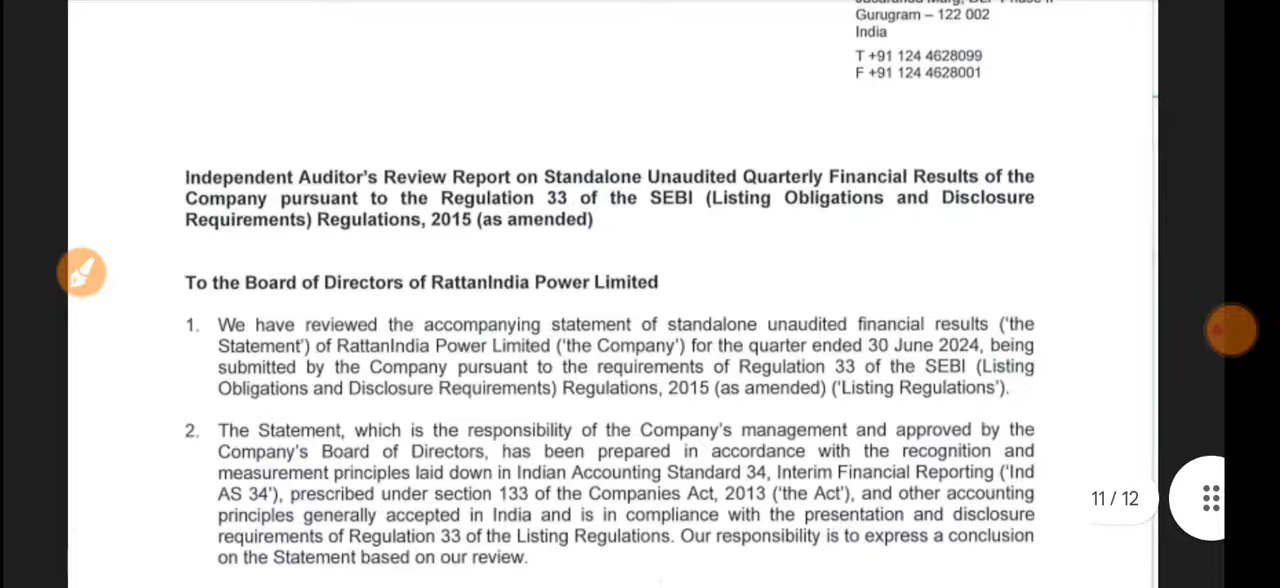 Gurugram – 122 002
India
T +91 124 4628099
F +91 124 4628001
Independent Auditor's Review Report on Standalone Unaudited Quarterly Financial Results of the
Company pursuant to the Regulation 33 of the SEBI (Listing Obligations and Disclosure
Requirements) Regulations, 2015 (as amended)
To the Board of Directors of RattanIndia Power Limited
1. We have reviewed the accompanying statement of standalone unaudited financial results ('the
Statement') of RattanIndia Power Limited ('the Company') for the quarter ended 30 June 2024, being
submitted by the Company pursuant to the requirements of Regulation 33 of the SEBI (Listing
Obligations and Disclosure Requirements) Regulations, 2015 (as amended) ('Listing Regulations').
2. The Statement, which is the responsibility of the Company's management and approved by the
Company's Board of Directors, has been prepared in accordance with the recognition and
measurement principles laid down in Indian Accounting Standard 34, Interim Financial Reporting ('Ind
AS 34'), prescribed under section 133 of the Companies Act, 2013 ('the Act'), and other accounting
principles generally accepted in India and is in compliance with the presentation and disclosure
requirements of Regulation 33 of the Listing Regulations. Our responsibility is to express a conclusion
on the Statement based on our review.
11 / 12